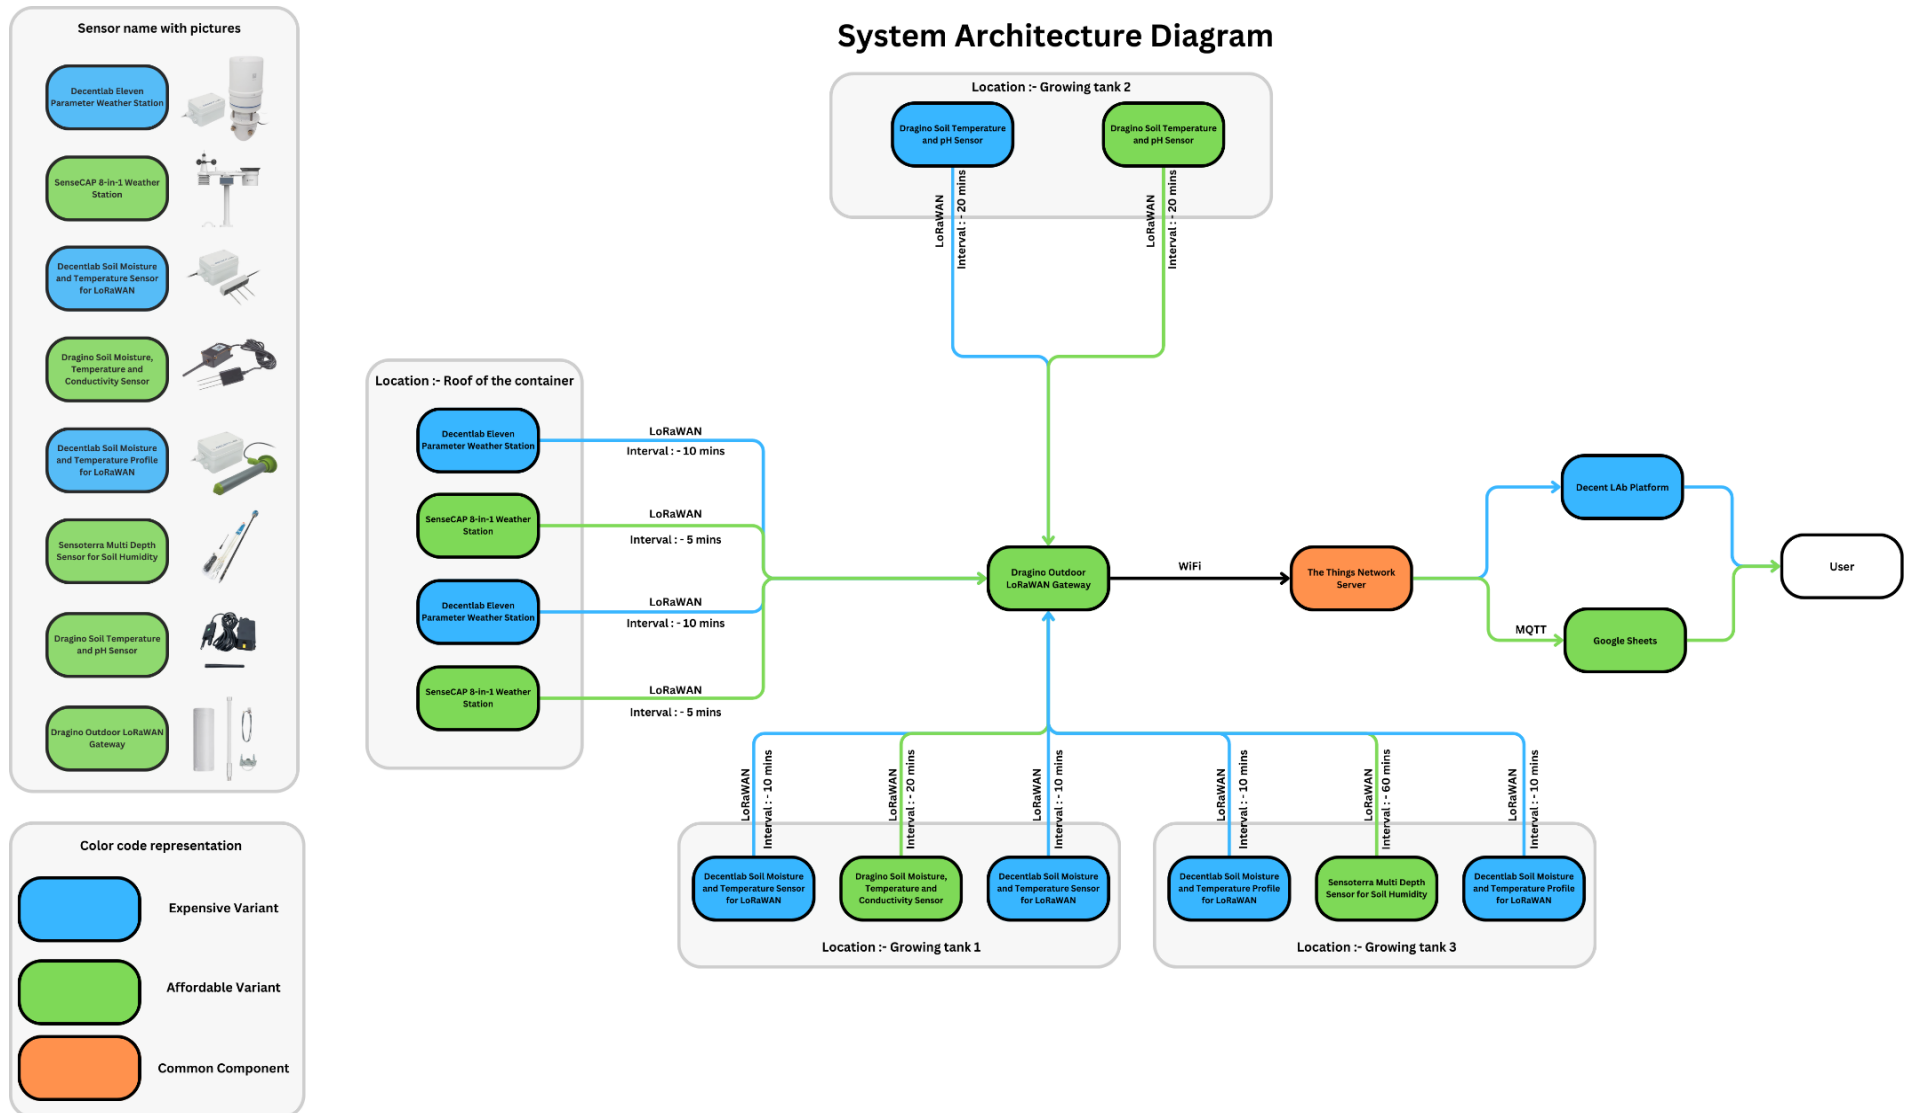 System Architecture Diagram
Sensor name with pictures
Decentlab Eleven
Parameter Weather Station
SenseCAP 8-in-1 Weather
Station
Decentlab Soil Moisture
and Temperature Sensor
for LoRaWAN
Dragino Soil Moisture,
Temperature and
Conductivity Sensor
Decentlab Soil Moisture
and Temperature Profile
for LoRaWAN
Sensoterra Multi Depth
Sensor for Soil Humidity
Dragino Soil Temperature
and pH Sensor
Dragino Outdoor LoRaWAN
Gateway
Color code representation
Expensive Variant
Affordable Variant
Common Component
Location :- Growing tank 2
Dragino Soil Temperature
and pH Sensor
Dragino Soil Temperature
and pH Sensor
LoRaWAN
Interval : - 20 mins
LoRaWAN
Interval : - 20 mins
Location :- Roof of the container
Decentlab Eleven
Parameter Weather Station
LoRaWAN
Interval : - 10 mins
SenseCAP 8-in-1 Weather
Station
LoRaWAN
Interval : - 5 mins
Decentlab Eleven
Parameter Weather Station
LoRaWAN
Interval : - 10 mins
SenseCAP 8-in-1 Weather
Station
LoRaWAN
Interval : - 5 mins
Dragino Outdoor
LoRaWAN Gateway
WiFi
The Things Network
Server
Decent LAb Platform
MQTT
Google Sheets
User
LoRaWAN
Interval : - 10 mins
LoRaWAN
Interval : - 20 mins
LoRaWAN
Interval : - 10 mins
LoRaWAN
Interval : - 10 mins
LoRaWAN
Interval : - 60 mins
LoRaWAN
Interval : - 10 mins
Decentlab Soil Moisture
and Temperature Sensor
for LoRaWAN
Dragino Soil Moisture,
Temperature and
Conductivity Sensor
Decentlab Soil Moisture
and Temperature Sensor
for LoRaWAN
Location :- Growing tank 1
Decentlab Soil Moisture
and Temperature Profile
for LoRaWAN
Sensoterra Multi Depth
Sensor for Soil Humidity
Decentlab Soil Moisture
and Temperature Profile
for LoRaWAN
Location :- Growing tank 3